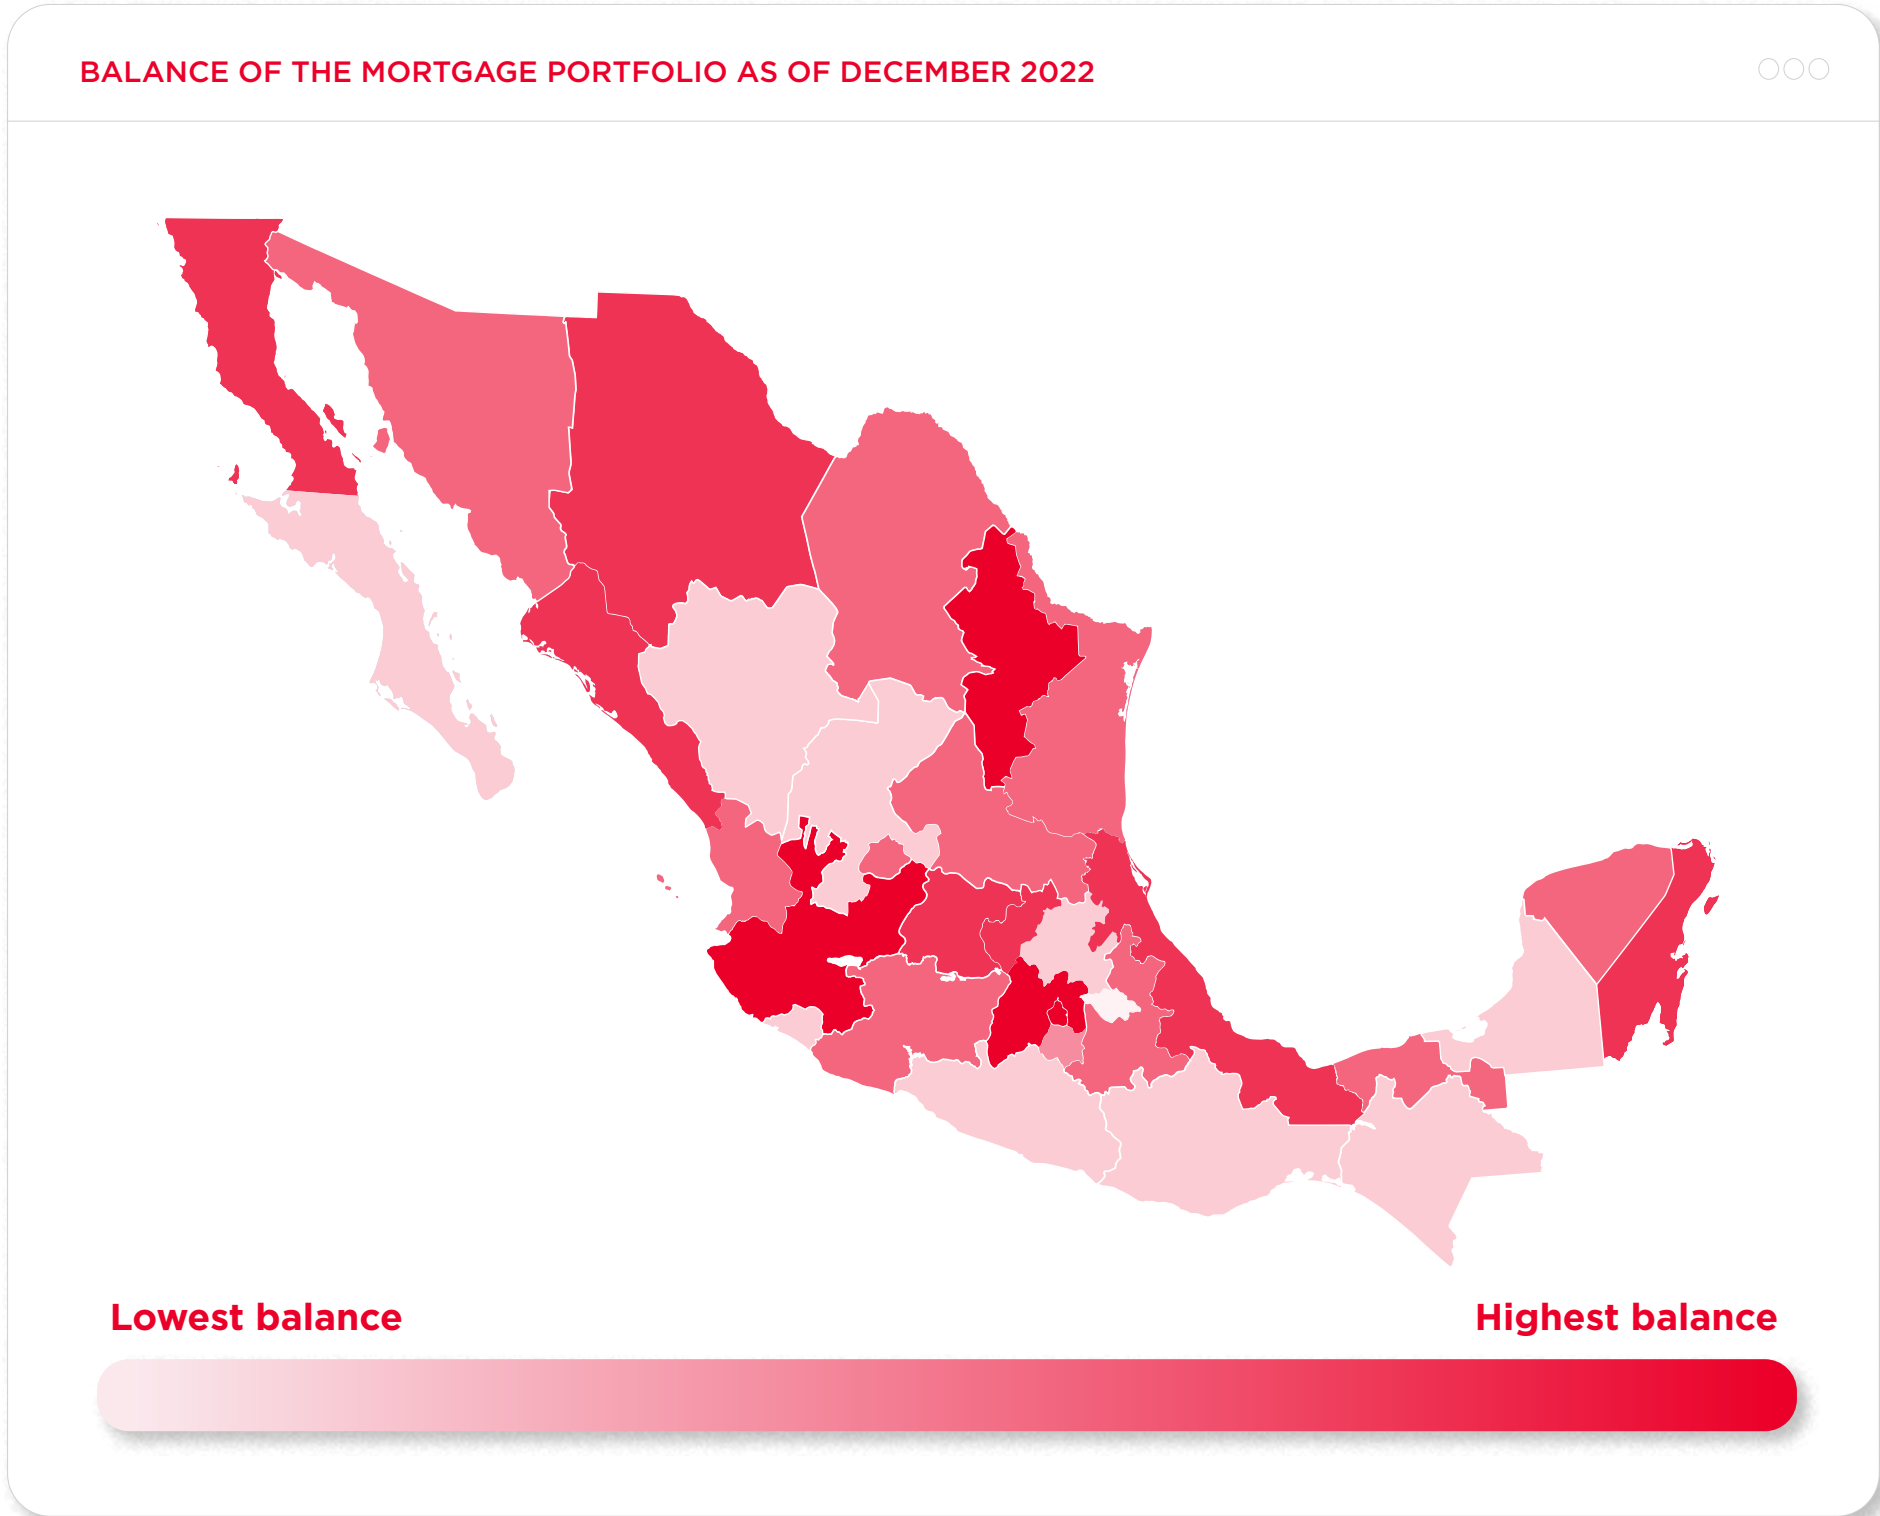 BALANCE OF THE MORTGAGE PORTFOLIO AS OF DECEMBER 2022
Lowest balance
Highest balance